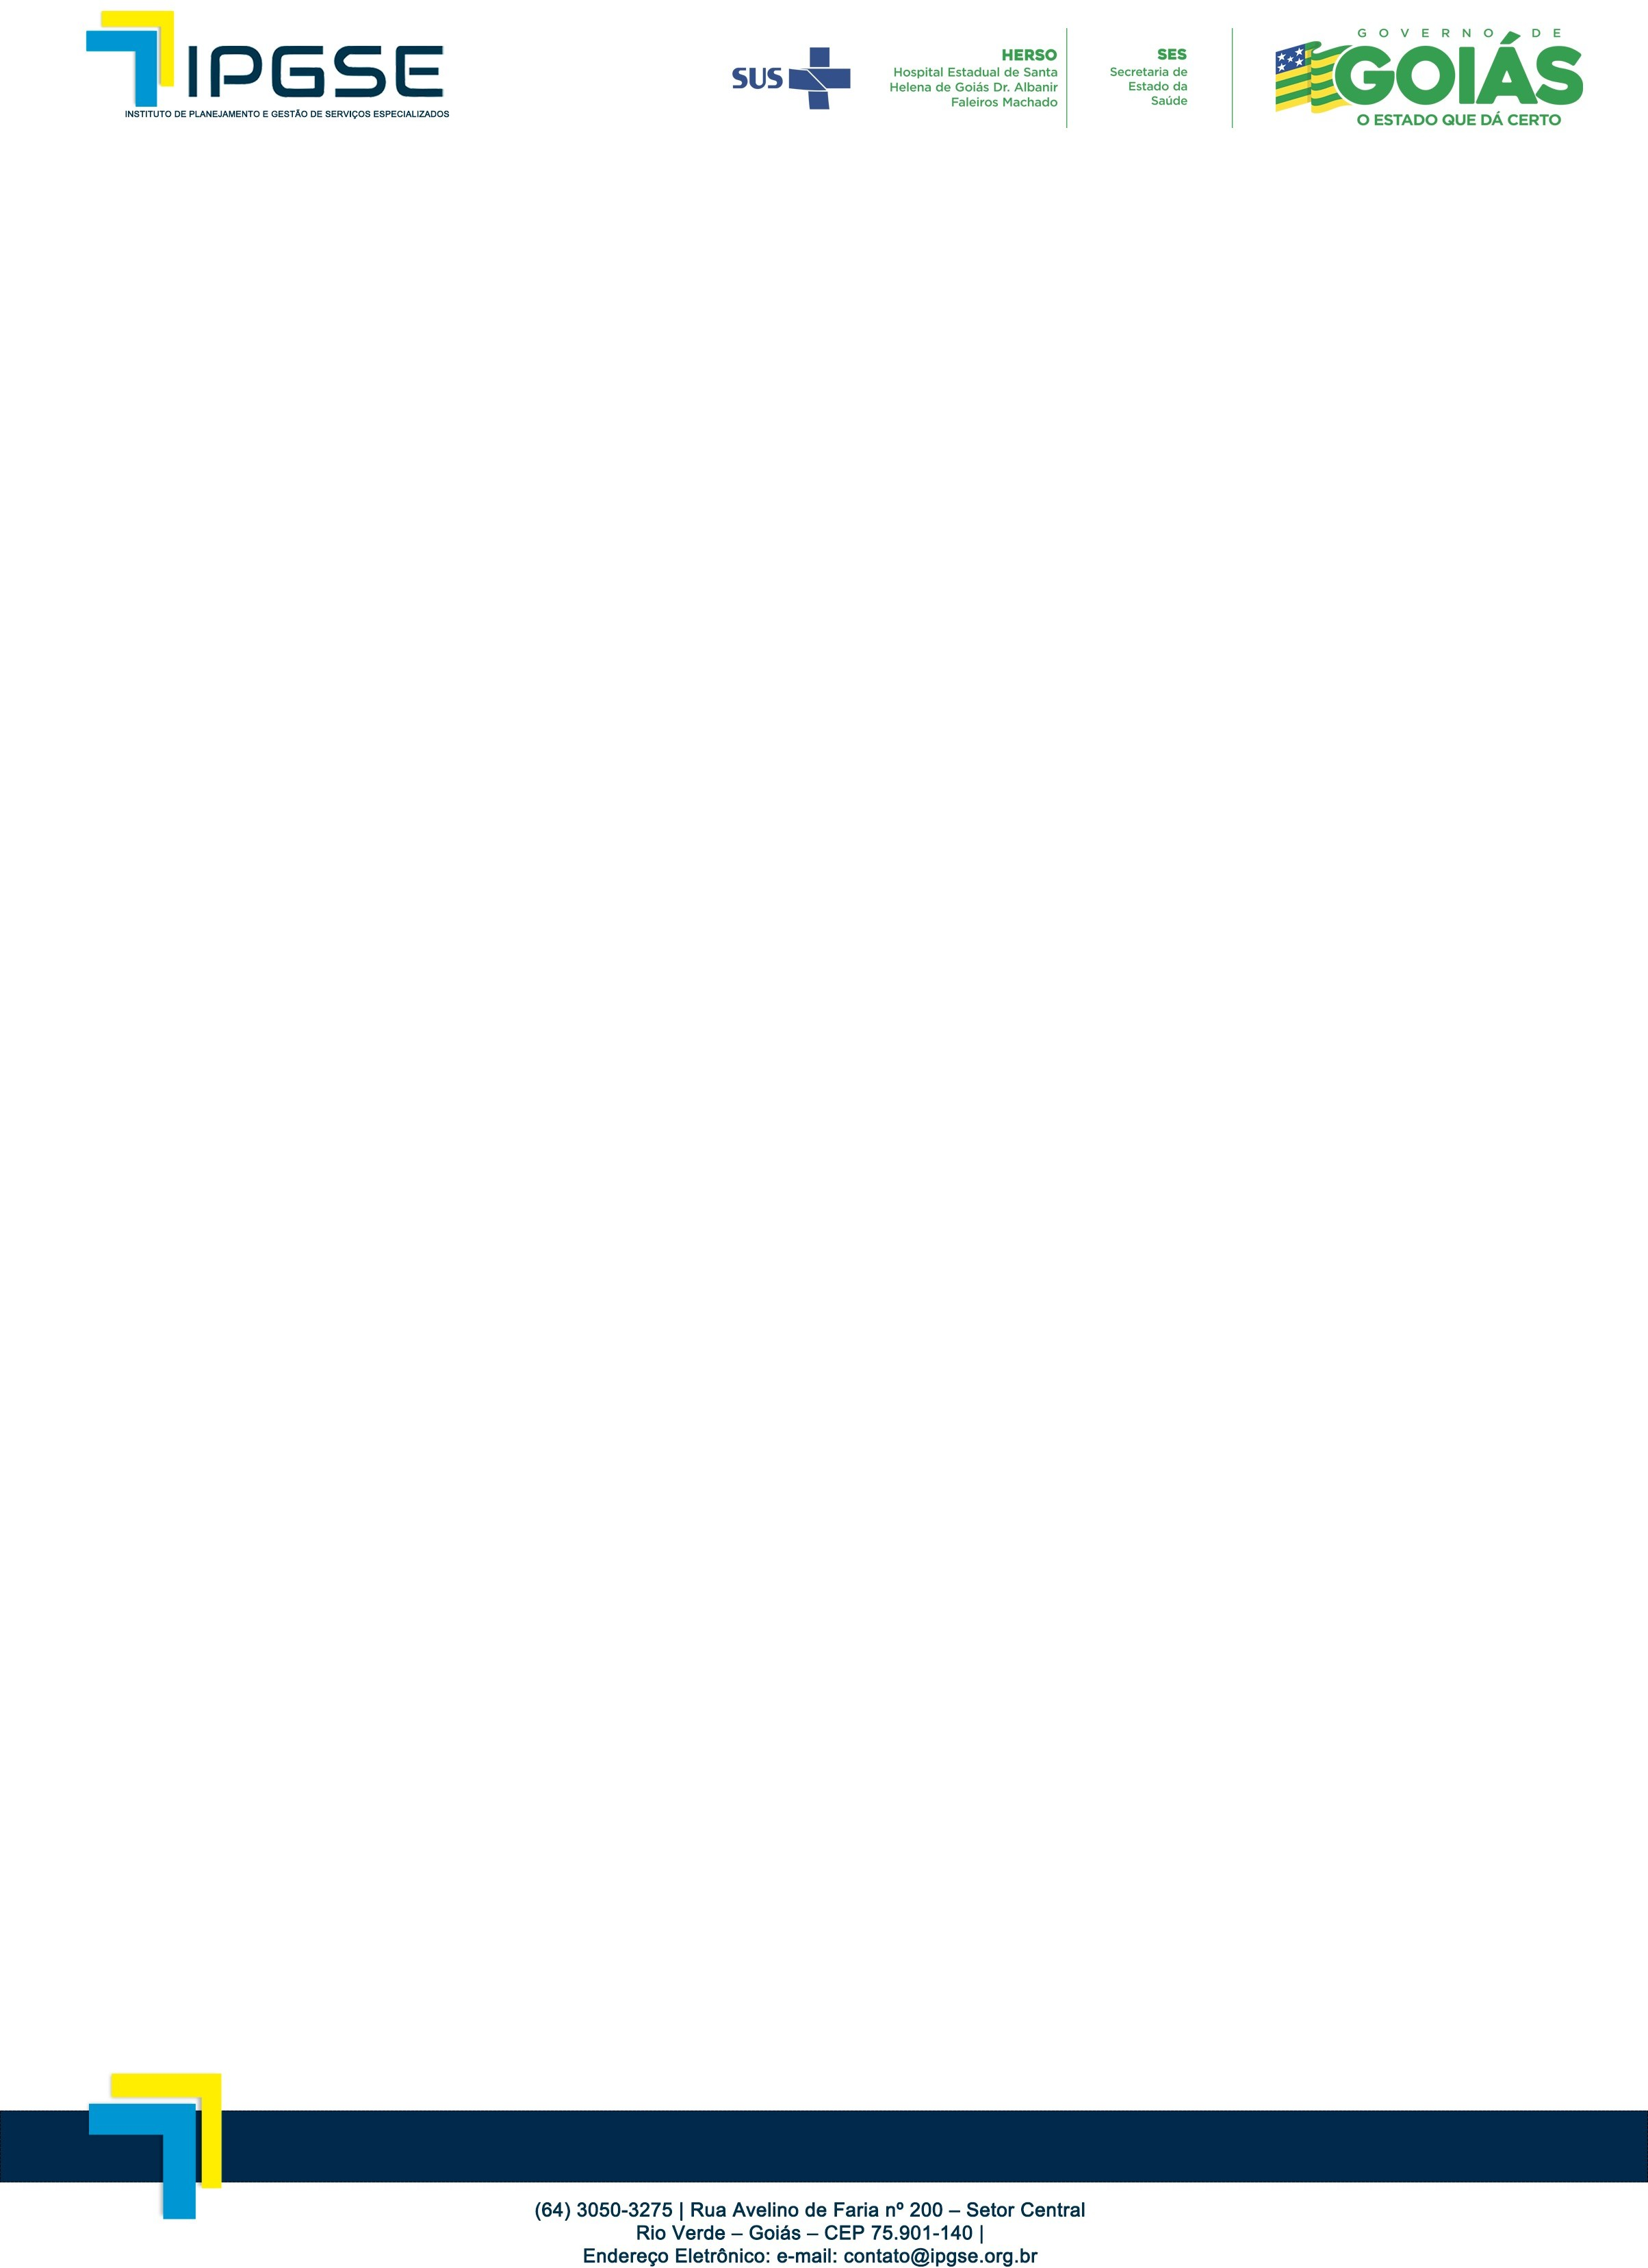 IPGSE
INSTITUTO DE PLANEJAMENTO E GESTÃO DE SERVIÇOS ESPECIALIZADOS
SUS
HERSO
Hospital Estadual de Santa
Helena de Goiás Dr. Albanir
Faleiros Machado
SES
Secretaria de
Estado da
Saúde
GOVERNO DE
GOIÁS
O ESTADO QUE DÁ CERTO
(64) 3050-3275 | Rua Avelino de Faria nº 200 – Setor Central
Rio Verde – Goiás – CEP 75.901-140 |
Endereço Eletrônico: e-mail: contato@ipgse.org.br